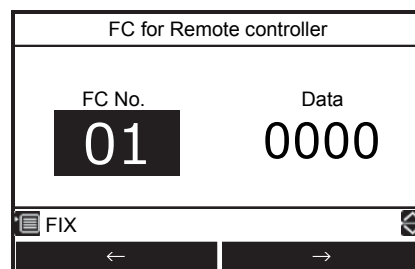 FC for Remote controller
FC No. Data
01 0000
FIX
← →